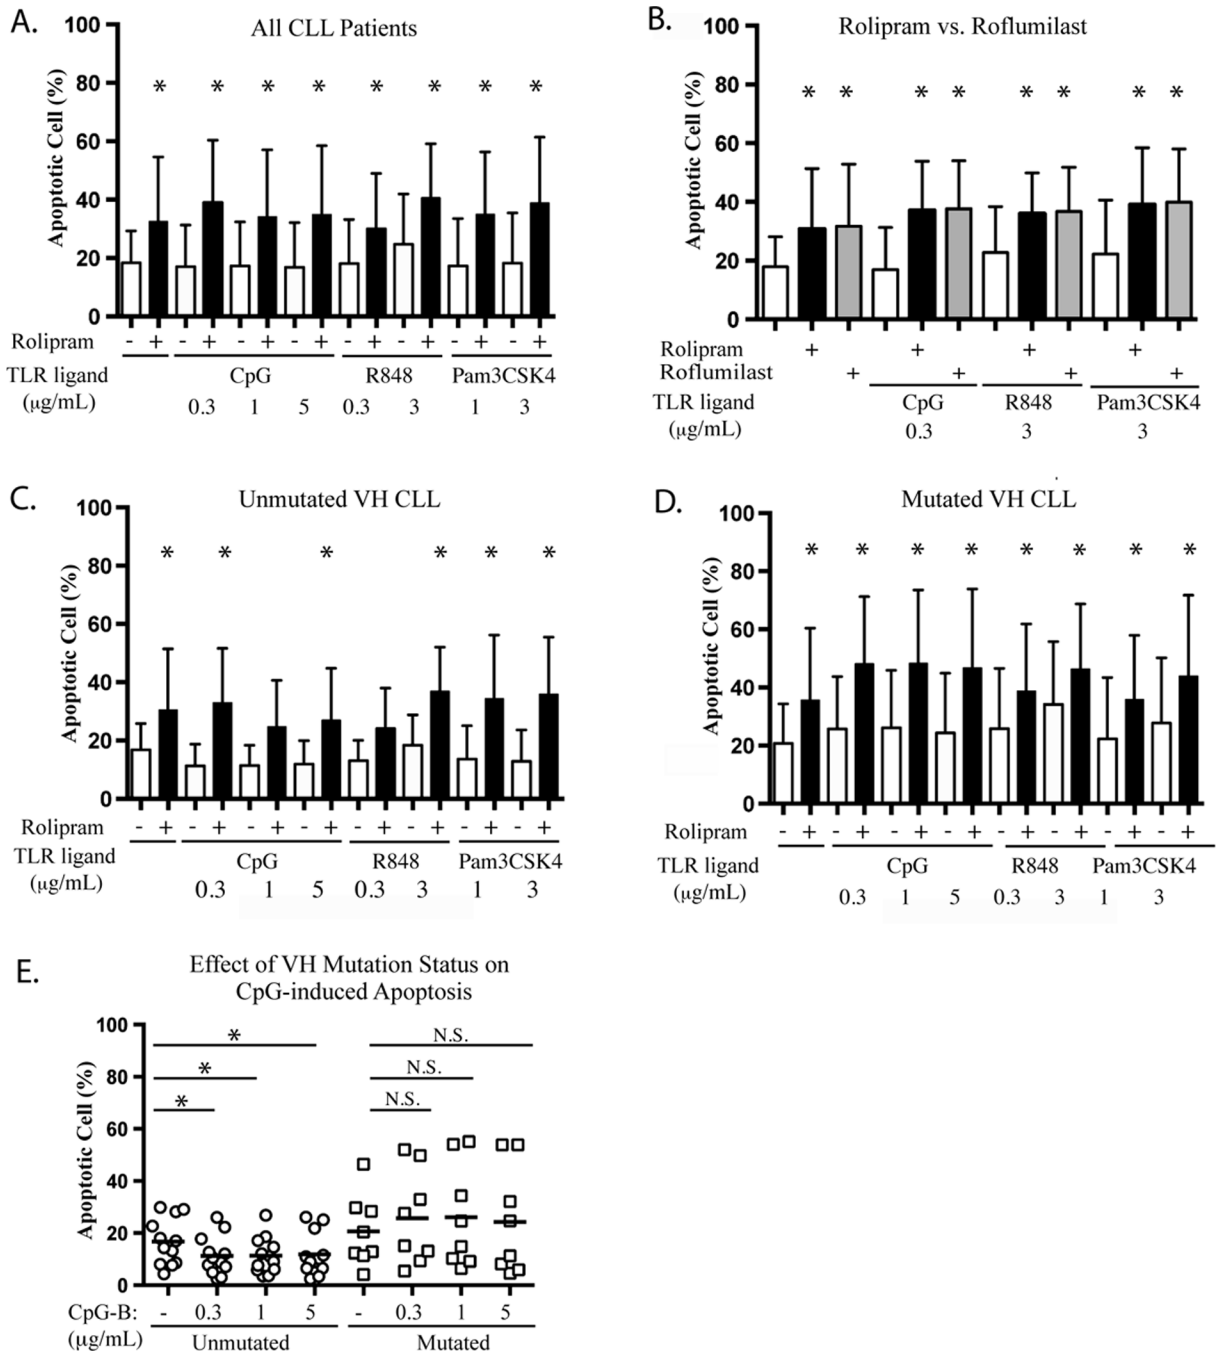 A.
All CLL Patients
Apoptotic Cell (%)
100
80
60
40
20
0
* * * * * * * *
Rolipram - + - + - + - + - + - + - + - +
TLR ligand CpG R848 Pam3CSK4
(µg/mL) 0.3 1 5 0.3 3 1 3
B.
Rolipram vs. Roflumilast
Apoptotic Cell (%)
100
80
60
40
20
0
* * * * * * * *
Rolipram + + + +
Roflumilast + + + +
TLR ligand CpG R848 Pam3CSK4
(µg/mL) 0.3 3 3
C.
Unmutated VH CLL
Apoptotic Cell (%)
100
80
60
40
20
0
* * * * * *
Rolipram - + - + - + - + - + - + - + - +
TLR ligand CpG R848 Pam3CSK4
(µg/mL) 0.3 1 5 0.3 3 1 3
D.
Mutated VH CLL
Apoptotic Cell (%)
100
80
60
40
20
0
* * * * * * * *
Rolipram - + - + - + - + - + - + - + - +
TLR ligand CpG R848 Pam3CSK4
(µg/mL) 0.3 1 5 0.3 3 1 3
E.
Effect of VH Mutation Status on
CpG-induced Apoptosis
Apoptotic Cell (%)
100
80
60
40
20
0
* N.S.
* N.S.
* N.S.
CpG-B: - 0.3 1 5 - 0.3 1 5
(µg/mL) Unmutated Mutated